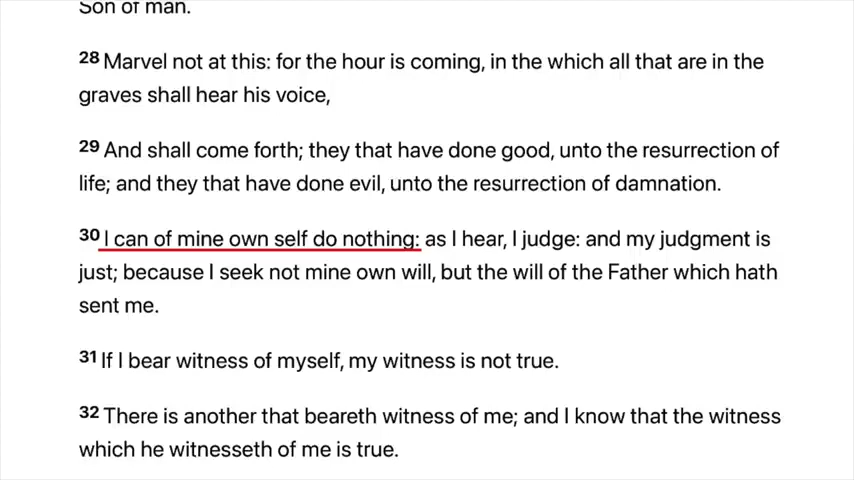 Son of man.
28 Marvel not at this: for the hour is coming, in the which all that are in the
graves shall hear his voice,
29 And shall come forth; they that have done good, unto the resurrection of
life; and they that have done evil, unto the resurrection of damnation.
30 I can of mine own self do nothing: as I hear, I judge: and my judgment is
just; because I seek not mine own will, but the will of the Father which hath
sent me.
31 If I bear witness of myself, my witness is not true.
32 There is another that beareth witness of me; and I know that the witness
which he witnesseth of me is true.